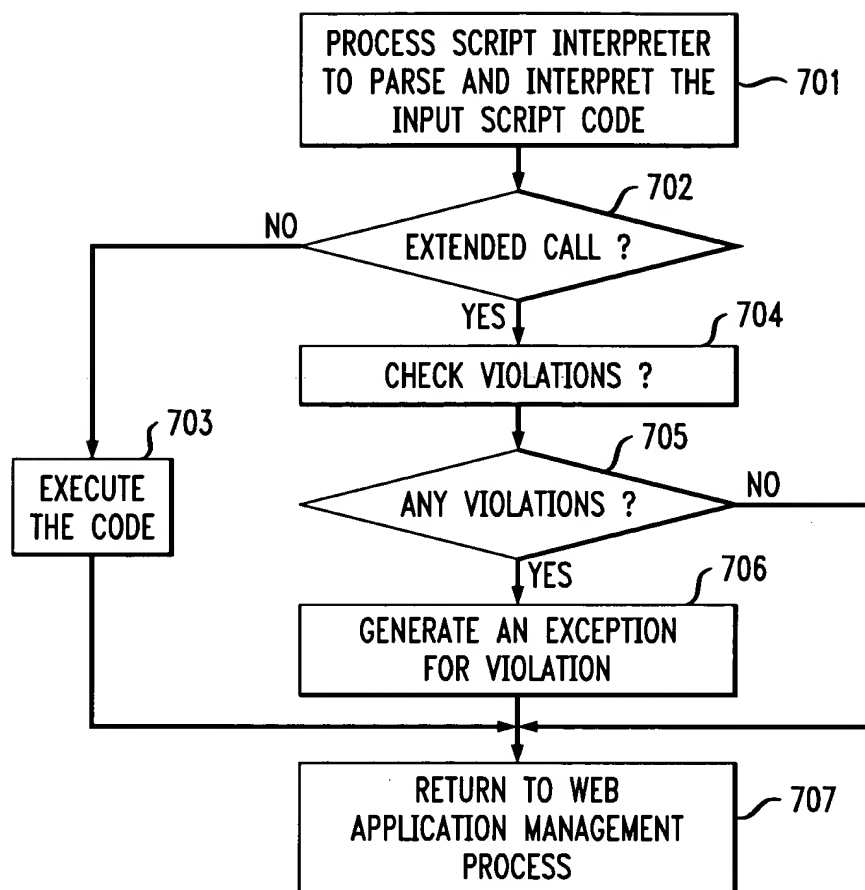 PROCESS SCRIPT INTERPRETER
TO PARSE AND INTERPRET THE
INPUT SCRIPT CODE
701
702
NO
EXTENDED CALL ?
YES
704
CHECK VIOLATIONS ?
703
705
EXECUTE
THE CODE
ANY VIOLATIONS ?
NO
YES
706
GENERATE AN EXCEPTION
FOR VIOLATION
RETURN TO WEB
APPLICATION MANAGEMENT
PROCESS
707